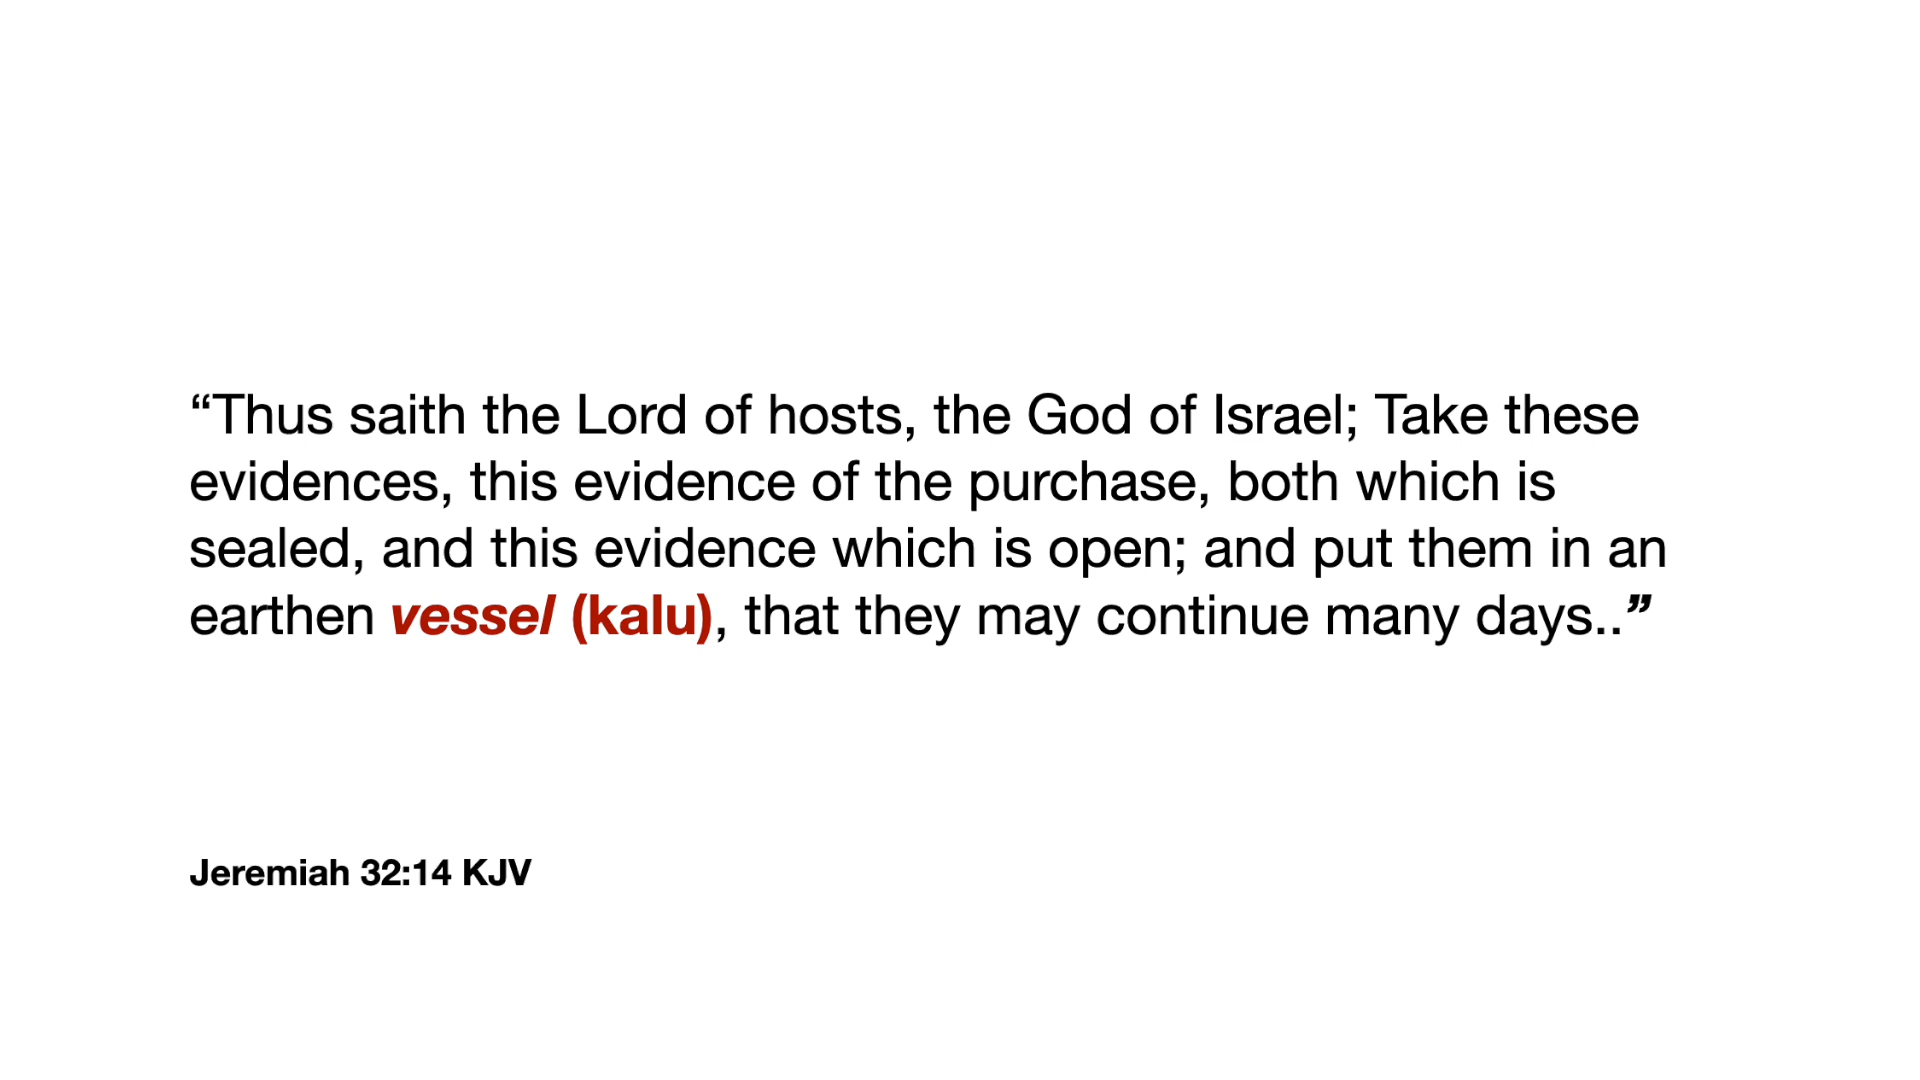 “Thus saith the Lord of hosts, the God of Israel; Take these
evidences, this evidence of the purchase, both which is
sealed, and this evidence which is open; and put them in an
earthen vessel (kalu), that they may continue many days..”
Jeremiah 32:14 KJV